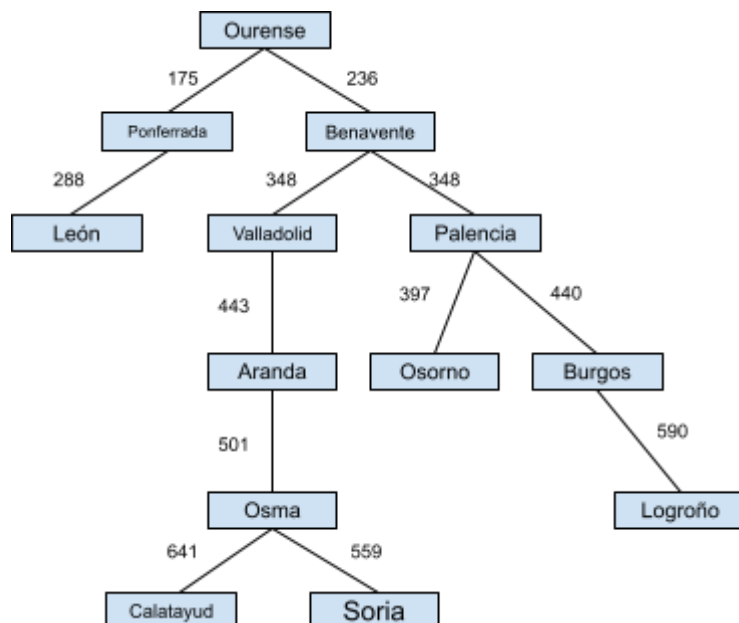 Ourense
175
236
Ponferrada
Benavente
288
348
348
León
Valladolid
Palencia
443
397
440
Aranda
Osorno
Burgos
501
590
Osma
Logroño
641
559
Calatayud
Soria